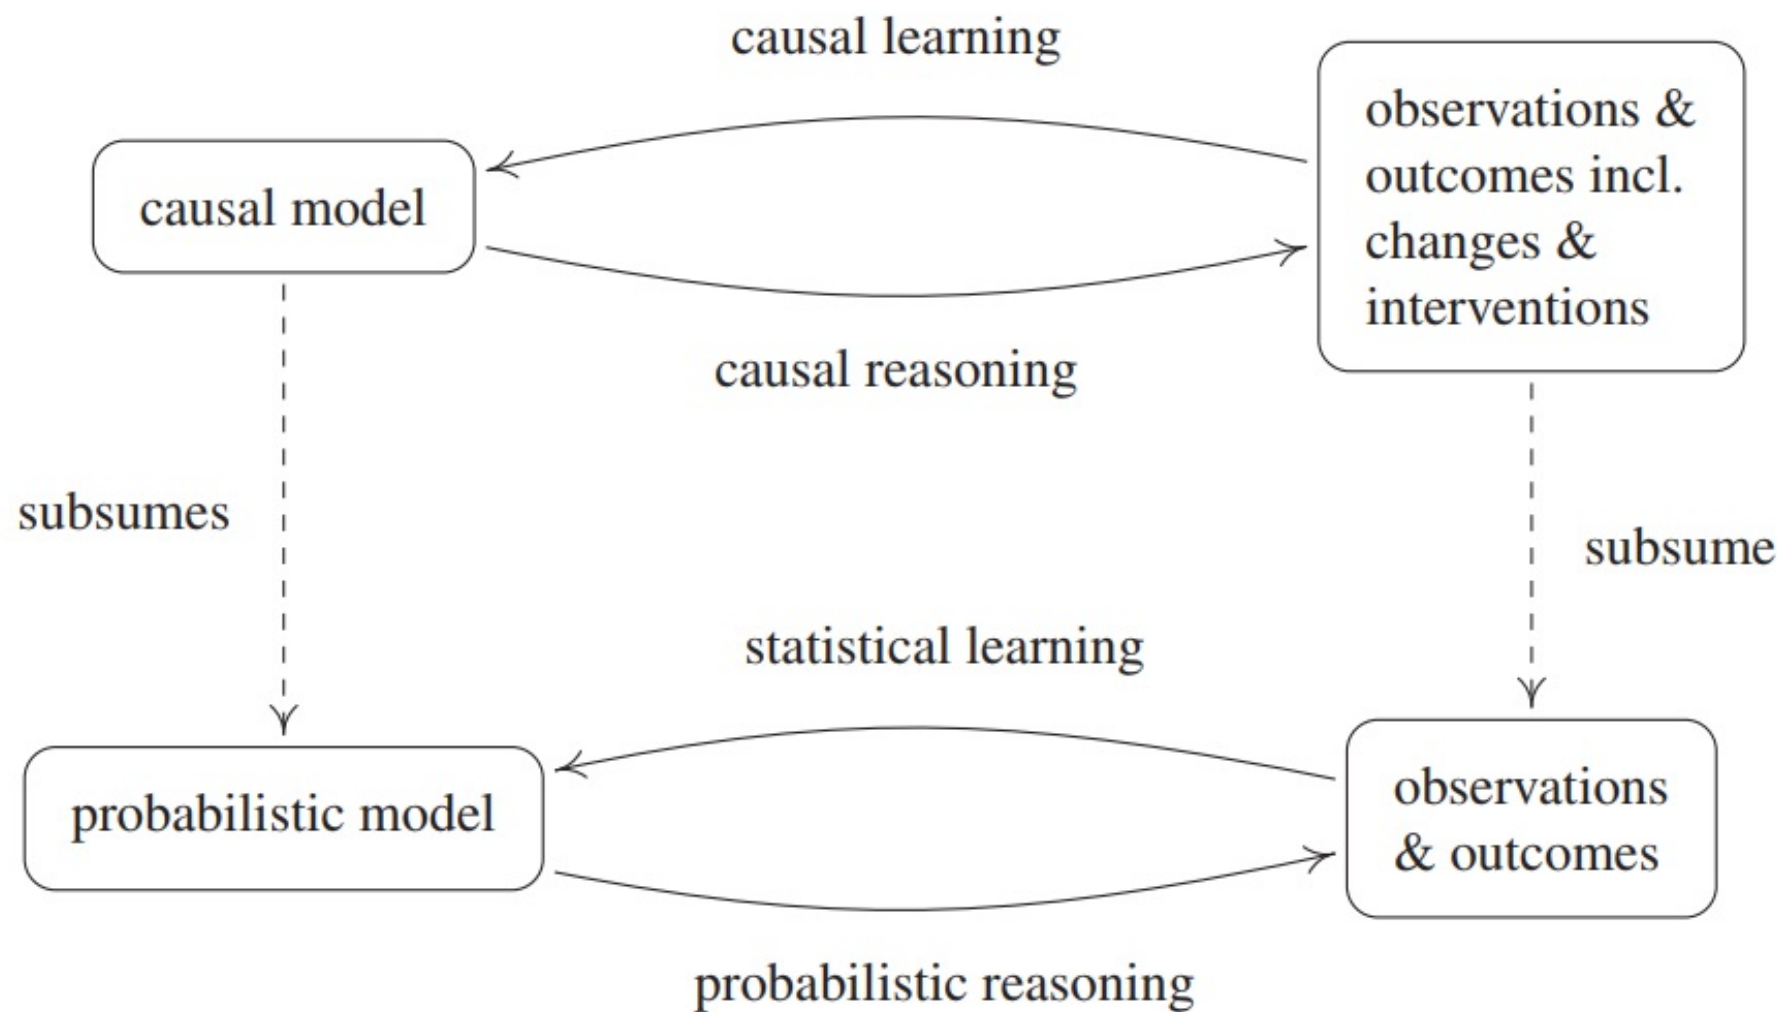 causal learning
causal model
observations &
outcomes incl.
changes &
interventions
causal reasoning
subsumes
subsume
statistical learning
probabilistic model
observations
& outcomes
probabilistic reasoning